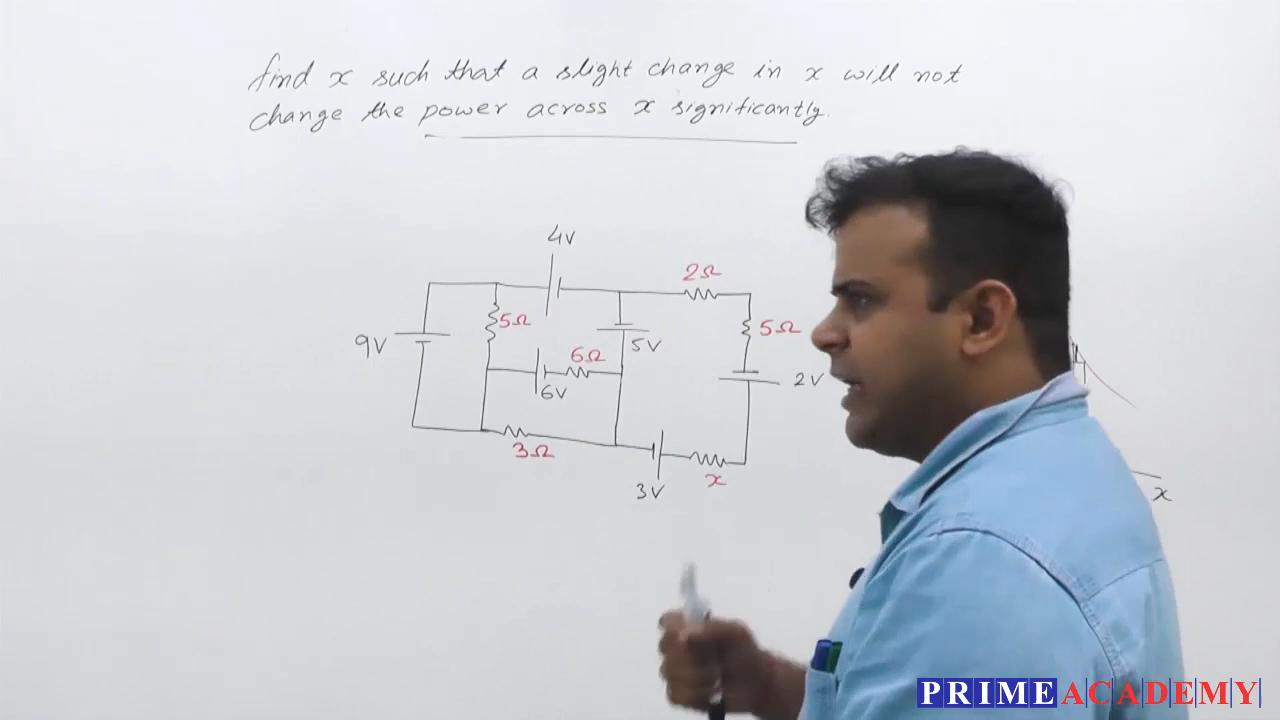 find x such that a slight change in x will not
change the power across x significantly.
4V
2Ω
5Ω
5Ω
9V
5V
6Ω
6V
2V
3Ω
3V
x
x
PRIME ACADEMY